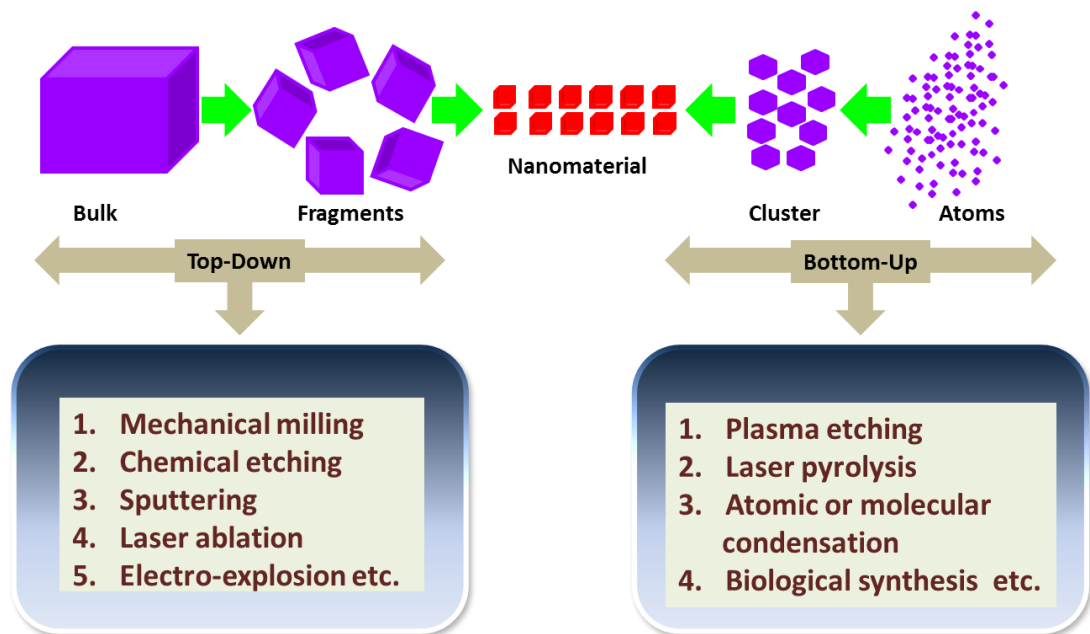 Nanomaterial
Bulk
Fragments
Cluster
Atoms
Top-Down
Bottom-Up
1. Mechanical milling
2. Chemical etching
3. Sputtering
4. Laser ablation
5. Electro-explosion etc.
1. Plasma etching
2. Laser pyrolysis
3. Atomic or molecular
condensation
4. Biological synthesis etc.